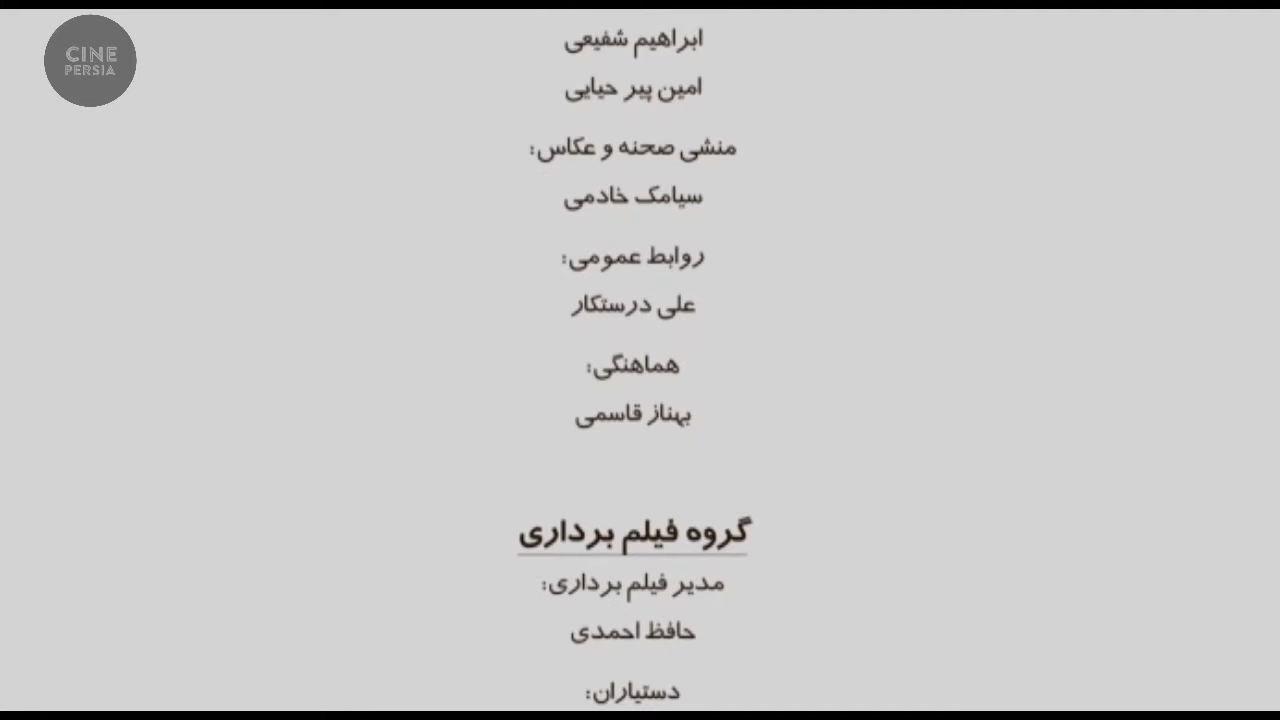 CINE
PERSIA
ابراهیم شفیعی
امین پیر حیایی
منشی صحنه و عکاس:
سیامک خادمی
روابط عمومی:
علی درستکار
هماهنگی:
بهناز قاسمی
گروه فیلم برداری
مدیر فیلم برداری:
حافظ احمدی
دستیاران: